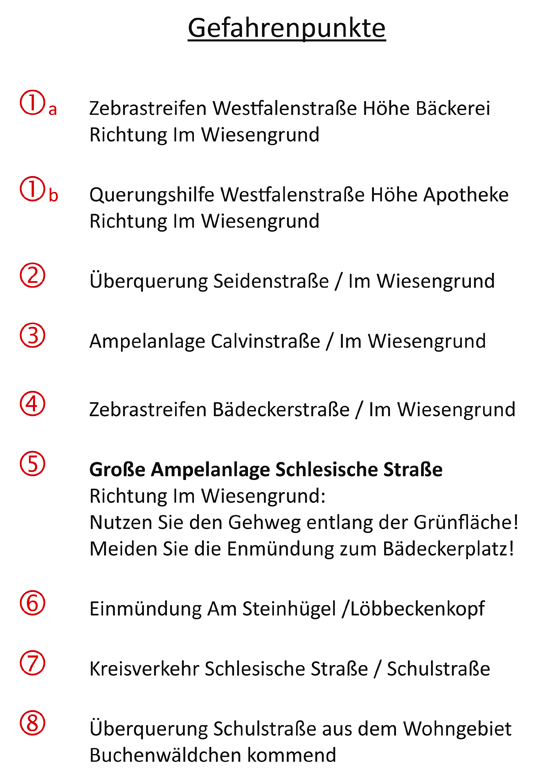 Gefahrenpunkte
①a Zebrastreifen Westfalenstraße Höhe Bäckerei
Richtung Im Wiesengrund
①b Querungshilfe Westfalenstraße Höhe Apotheke
Richtung Im Wiesengrund
② Überquerung Seidenstraße / Im Wiesengrund
③ Ampelanlage Calvinstraße / Im Wiesengrund
④ Zebrastreifen Bädeckerstraße / Im Wiesengrund
⑤ Große Ampelanlage Schlesische Straße
Richtung Im Wiesengrund:
Nutzen Sie den Gehweg entlang der Grünfläche!
Meiden Sie die Enmündung zum Bädeckerplatz!
⑥ Einmündung Am Steinhügel /Löbbeckenkopf
⑦ Kreisverkehr Schlesische Straße / Schulstraße
⑧ Überquerung Schulstraße aus dem Wohngebiet
Buchenwäldchen kommend